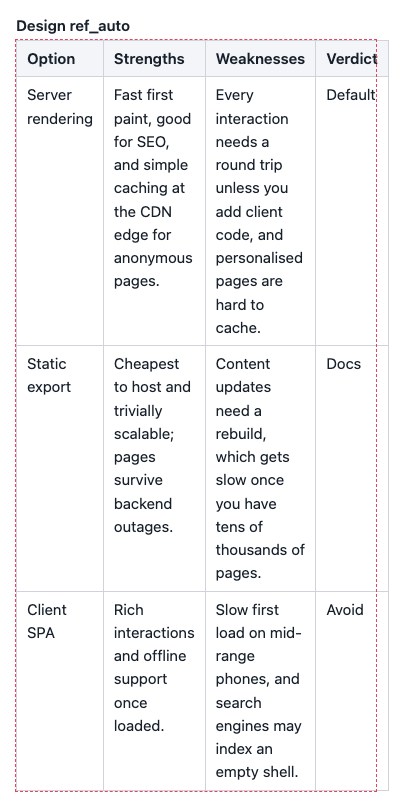 Design ref_auto
Option Strengths Weaknesses Verdict
Server rendering
Fast first paint, good for SEO, and simple caching at the CDN edge for anonymous pages.
Every interaction needs a round trip unless you add client code, and personalised pages are hard to cache.
Default
Static export
Cheapest to host and trivially scalable; pages survive backend outages.
Content updates need a rebuild, which gets slow once you have tens of thousands of pages.
Docs
Client SPA
Rich interactions and offline support once loaded.
Slow first load on mid-range phones, and search engines may index an empty shell.
Avoid